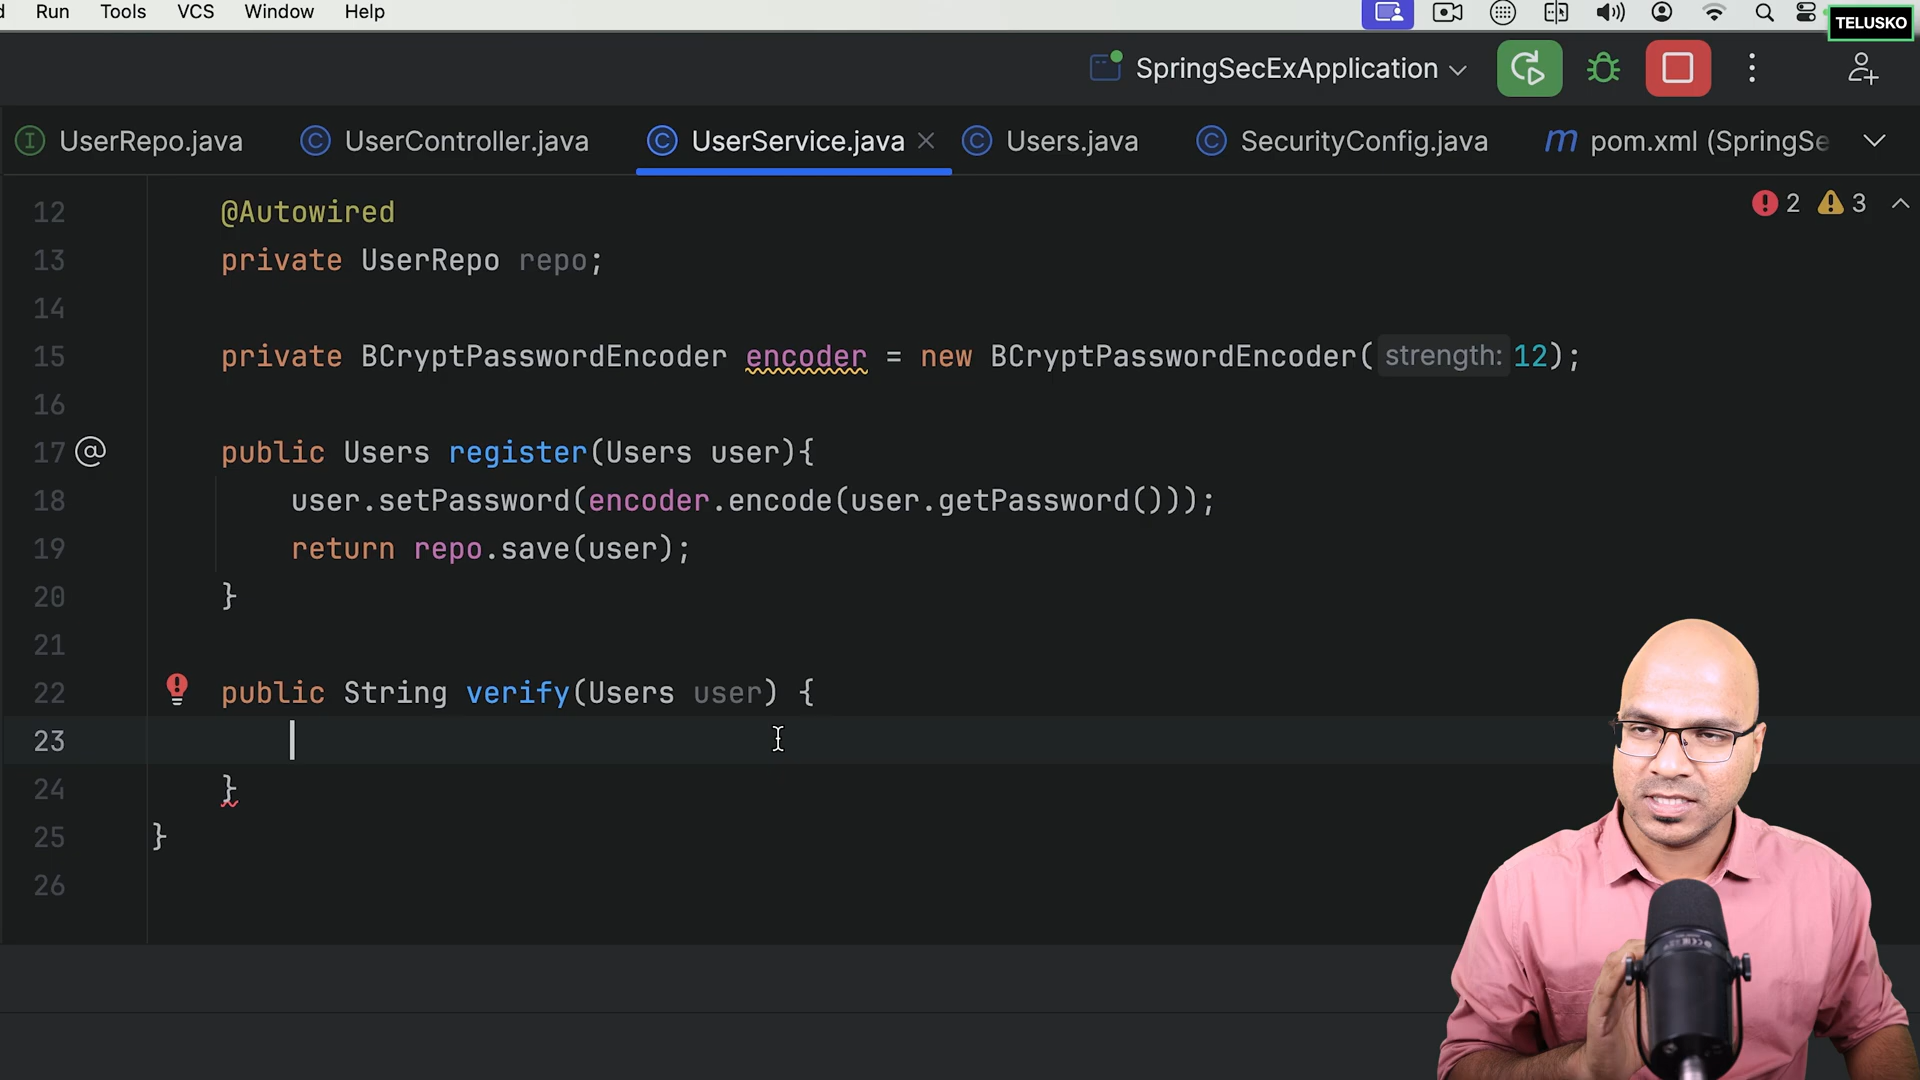 Run Tools VCS Window Help
TELUSKO
SpringSecExApplication
UserRepo.java UserController.java UserService.java Users.java SecurityConfig.java pom.xml (SpringSe
2 3
12 @Autowired
13 private UserRepo repo;
14
15 private BCryptPasswordEncoder encoder = new BCryptPasswordEncoder( strength: 12);
16
17 public Users register(Users user){
18 user.setPassword(encoder.encode(user.getPassword()));
19 return repo.save(user);
20 }
21
22 public String verify(Users user) {
23
24 }
25 }
26